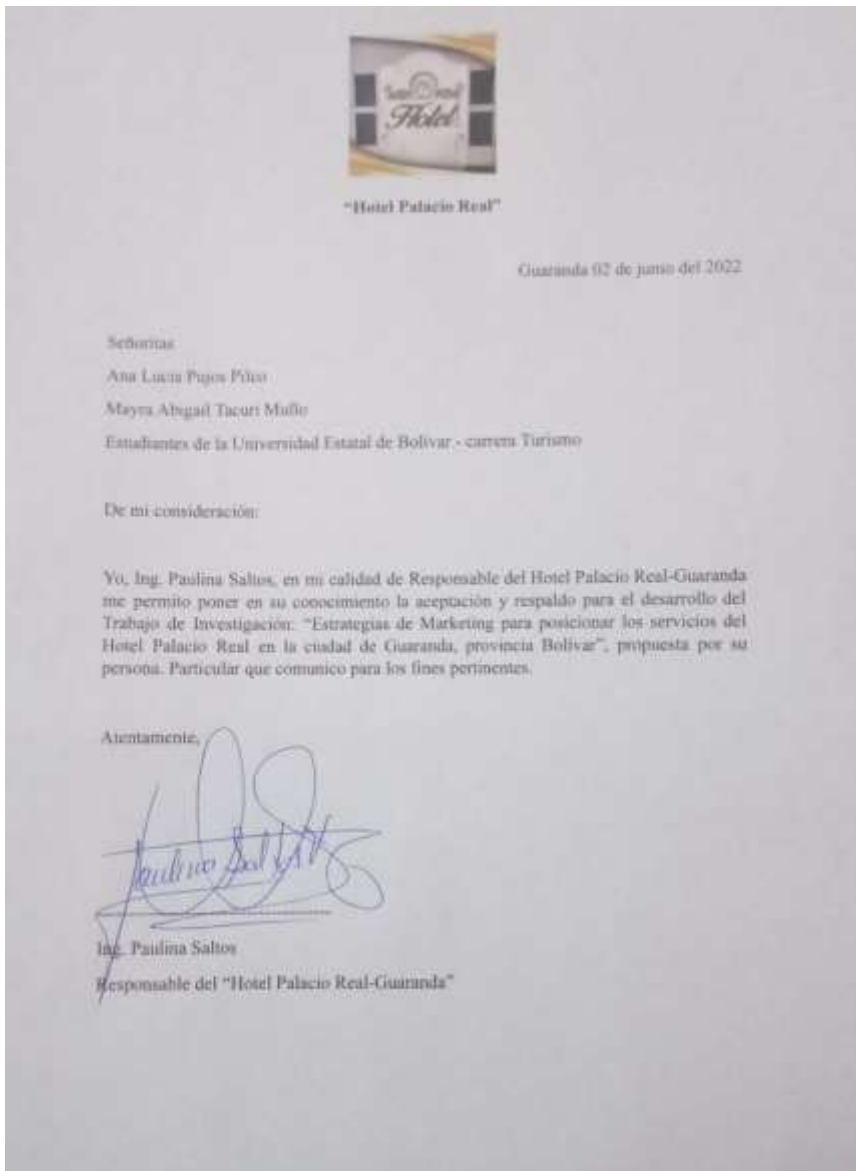 Hotel
"Hotel Palacio Real"
Guaranda 02 de junio del 2022
Señoritas
Ana Lucia Pujos Pilco
Mayra Abigail Tacuri Mullo
Estudiantes de la Universidad Estatal de Bolívar - carrera Turismo
De mi consideración:
Yo, Ing. Paulina Saltos, en mi calidad de Responsable del Hotel Palacio Real-Guaranda
me permito poner en su conocimiento la aceptación y respaldo para el desarrollo del
Trabajo de Investigación: "Estrategias de Marketing para posicionar los servicios del
Hotel Palacio Real en la ciudad de Guaranda, provincia Bolívar", propuesta por su
persona. Particular que comunico para los fines pertinentes.
Atentamente,
Ing. Paulina Saltos
Responsable del "Hotel Palacio Real-Guaranda"